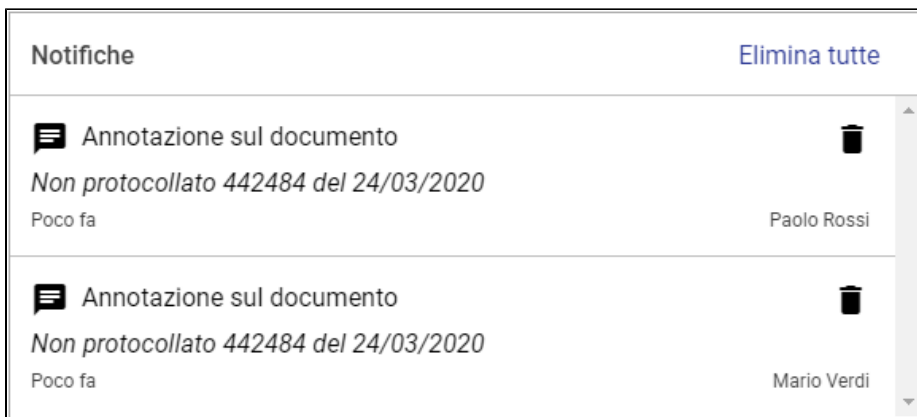 Notifiche Elimina tutte
Annotazione sul documento
Non protocollato 442484 del 24/03/2020
Poco fa Paolo Rossi
Annotazione sul documento
Non protocollato 442484 del 24/03/2020
Poco fa Mario Verdi